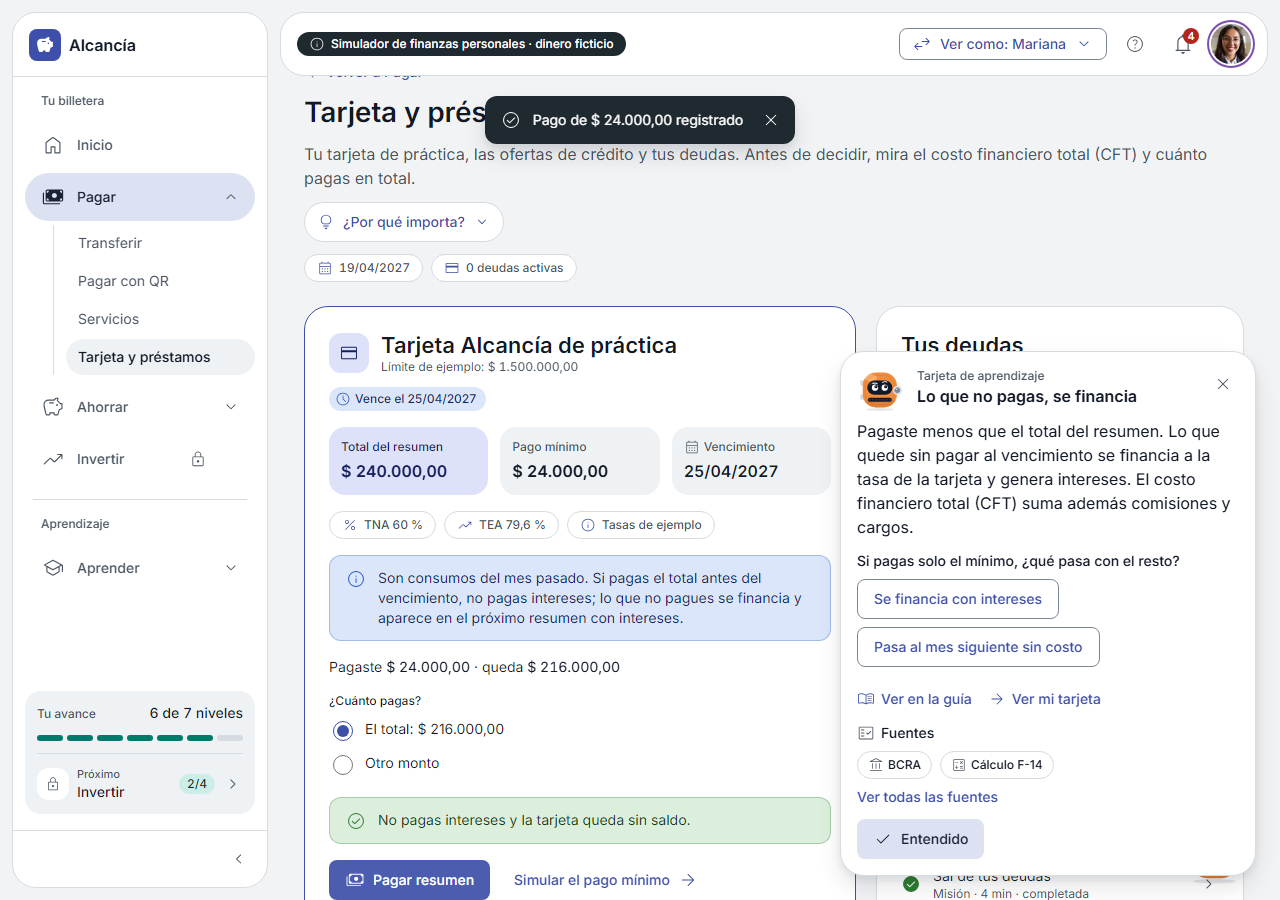 Alcancía
Tu billetera
Inicio
Pagar
Transferir
Pagar con QR
Servicios
Tarjeta y préstamos
Ahorrar
Invertir
Aprendizaje
Aprender
Tu avance
6 de 7 niveles
Próximo
Invertir
2/4
Simulador de finanzas personales · dinero ficticio
Ver como: Mariana
4
Pago de $ 24.000,00 registrado
Tarjeta y prés
Tu tarjeta de práctica, las ofertas de crédito y tus deudas. Antes de decidir, mira el costo financiero total (CFT) y cuánto
pagas en total.
¿Por qué importa?
19/04/2027
0 deudas activas
Tarjeta Alcancía de práctica
Límite de ejemplo: $ 1.500.000,00
Vence el 25/04/2027
Total del resumen
$ 240.000,00
Pago mínimo
$ 24.000,00
Vencimiento
25/04/2027
TNA 60 %
TEA 79,6 %
Tasas de ejemplo
Son consumos del mes pasado. Si pagas el total antes del
vencimiento, no pagas intereses; lo que no pagues se financia y
aparece en el próximo resumen con intereses.
Pagaste $ 24.000,00 · queda $ 216.000,00
¿Cuánto pagas?
El total: $ 216.000,00
Otro monto
No pagas intereses y la tarjeta queda sin saldo.
Pagar resumen
Simular el pago mínimo
Tus deudas
Tarjeta de aprendizaje
Lo que no pagas, se financia
Pagaste menos que el total del resumen. Lo que
quede sin pagar al vencimiento se financia a la
tasa de la tarjeta y genera intereses. El costo
financiero total (CFT) suma además comisiones y
cargos.
Si pagas solo el mínimo, ¿qué pasa con el resto?
Se financia con intereses
Pasa al mes siguiente sin costo
Ver en la guía
Ver mi tarjeta
Fuentes
BCRA
Cálculo F-14
Ver todas las fuentes
Entendido
Sal de tus deudas
Misión · 4 min · completada